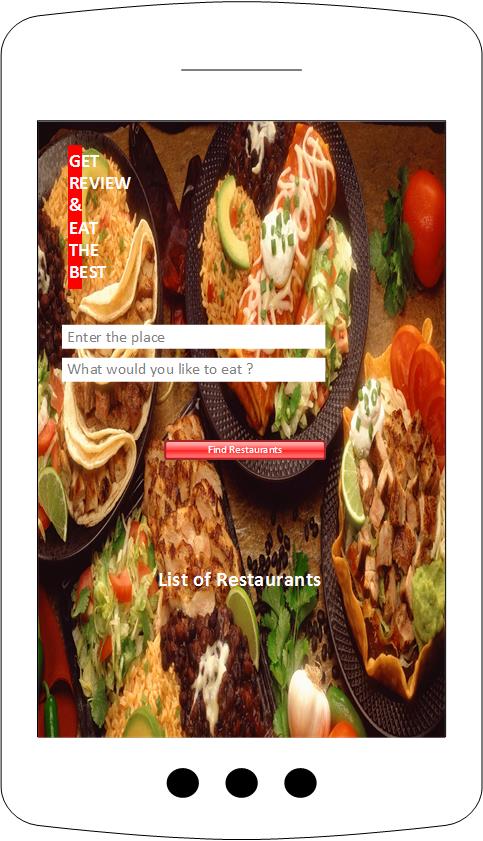 GET
REVIEW
&
EAT
THE
BEST
Enter the place
What would you like to eat ?
Find Restaurants
List of Restaurants